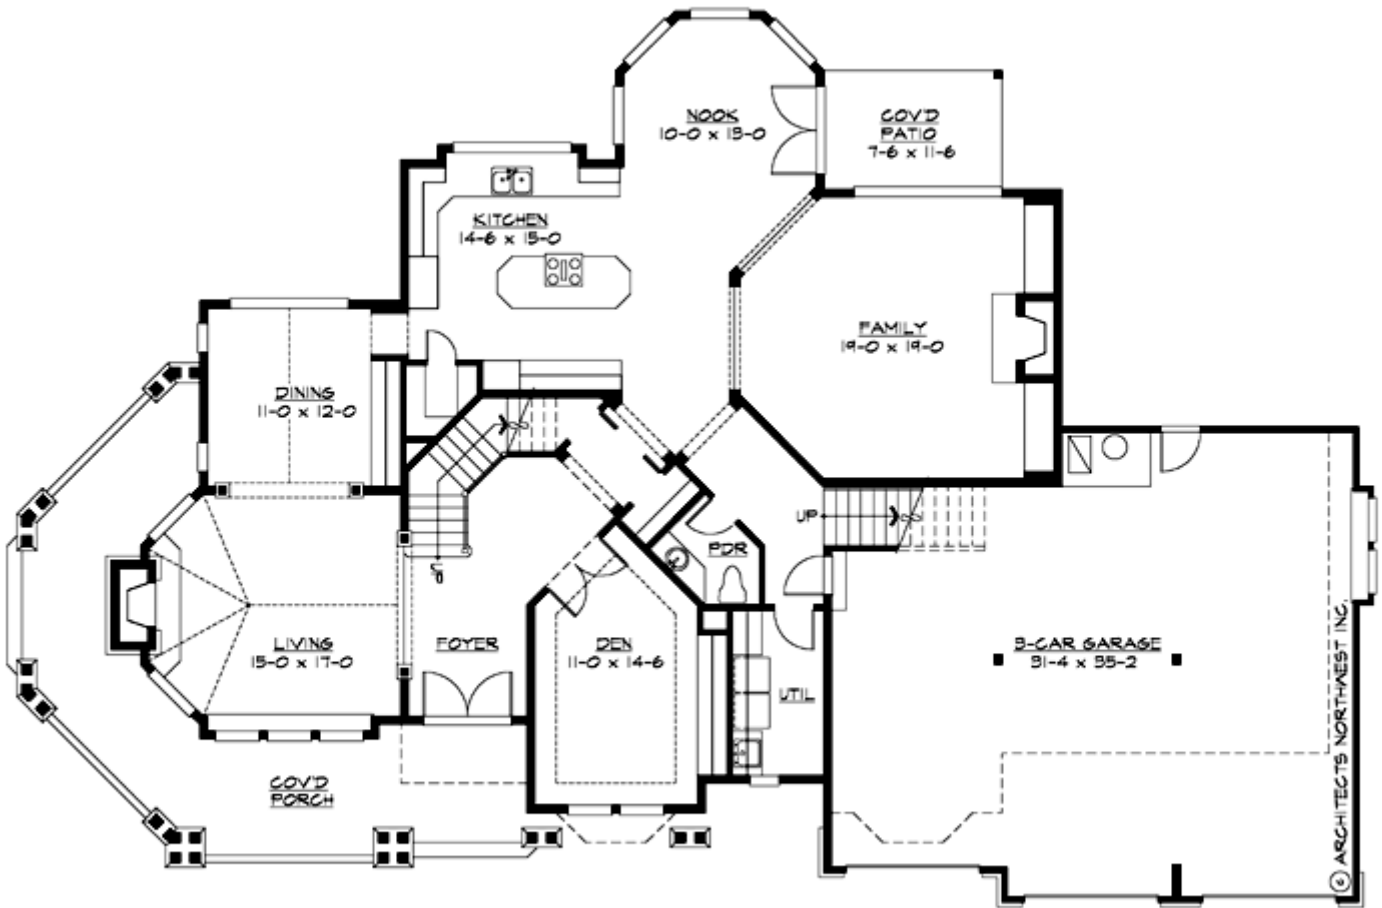 NOOK
10-0 x 13-0
COV'D
PATIO
7-6 x 11-6
KITCHEN
14-6 x 15-0
FAMILY
19-0 x 19-0
DINING
11-0 x 12-0
UP
PDR
UP
LIVING
15-0 x 17-0
FOYER
DEN
11-0 x 14-6
3-CAR GARAGE
31-4 x 35-2
UTIL
COV'D
PORCH
© ARCHITECTS NORTHWEST INC.